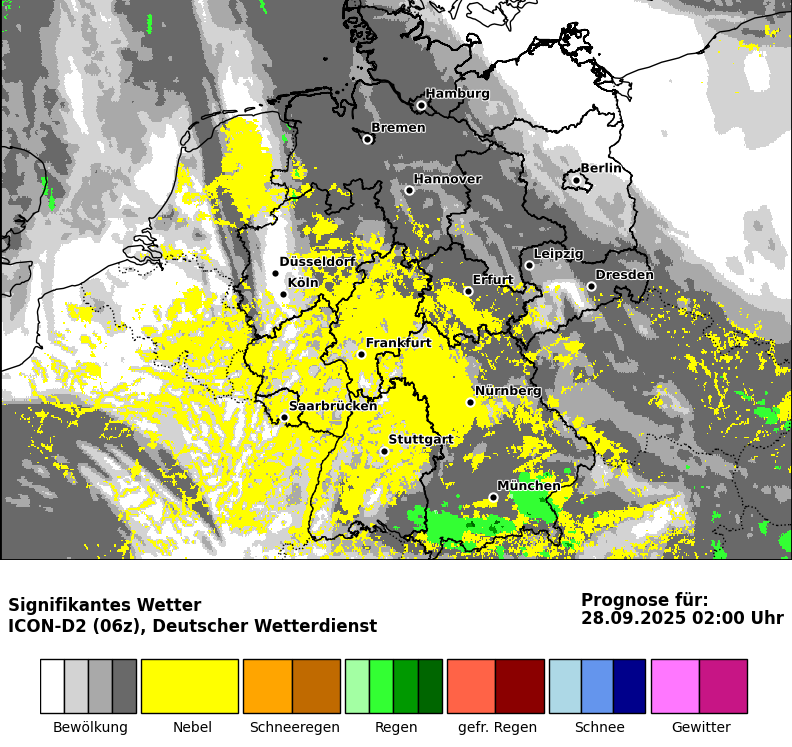 Hamburg
Bremen
Berlin
Hannover
Leipzig
Düsseldorf
Dresden
Erfurt
Köln
Frankfurt
Nürnberg
Saarbrücken
Stuttgart
München
Signifikantes Wetter
ICON-D2 (06z), Deutscher Wetterdienst
Prognose für:
28.09.2025 02:00 Uhr
Bewölkung Nebel Schneeregen Regen gefr. Regen Schnee Gewitter